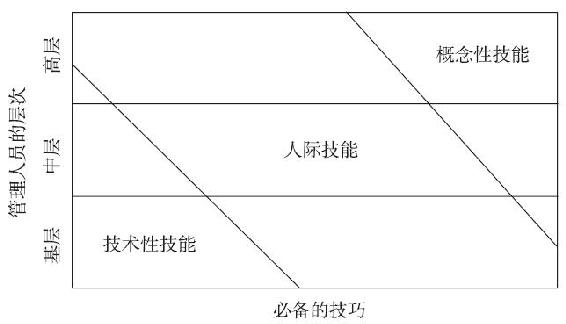 高层
概念性技能
管理人员的层次
中层
人际技能
基层
技术性技能
必备的技巧